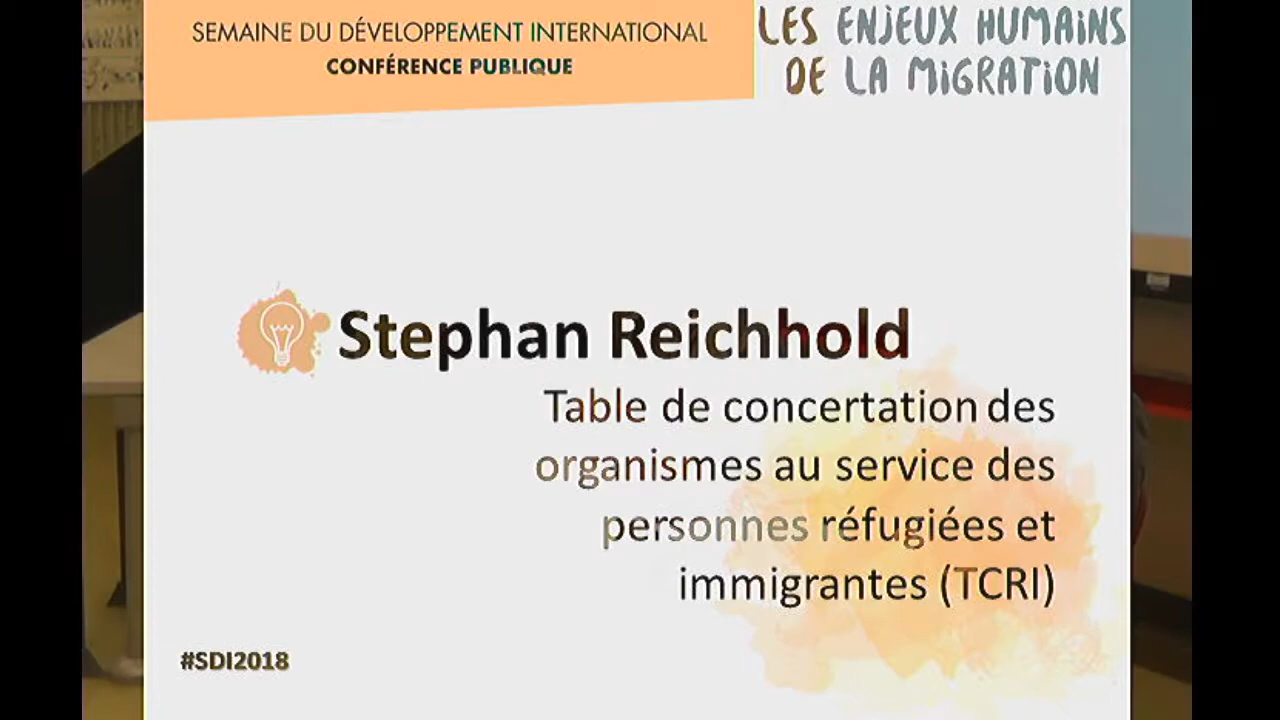 SEMAINE DU DÉVELOPPEMENT INTERNATIONAL
CONFÉRENCE PUBLIQUE
LES ENJEUX HUMAINS
DE LA MIGRATION
Stephan Reichhold
Table de concertation des
organismes au service des
personnes réfugiées et
immigrantes (TCRI)
#SDI2018